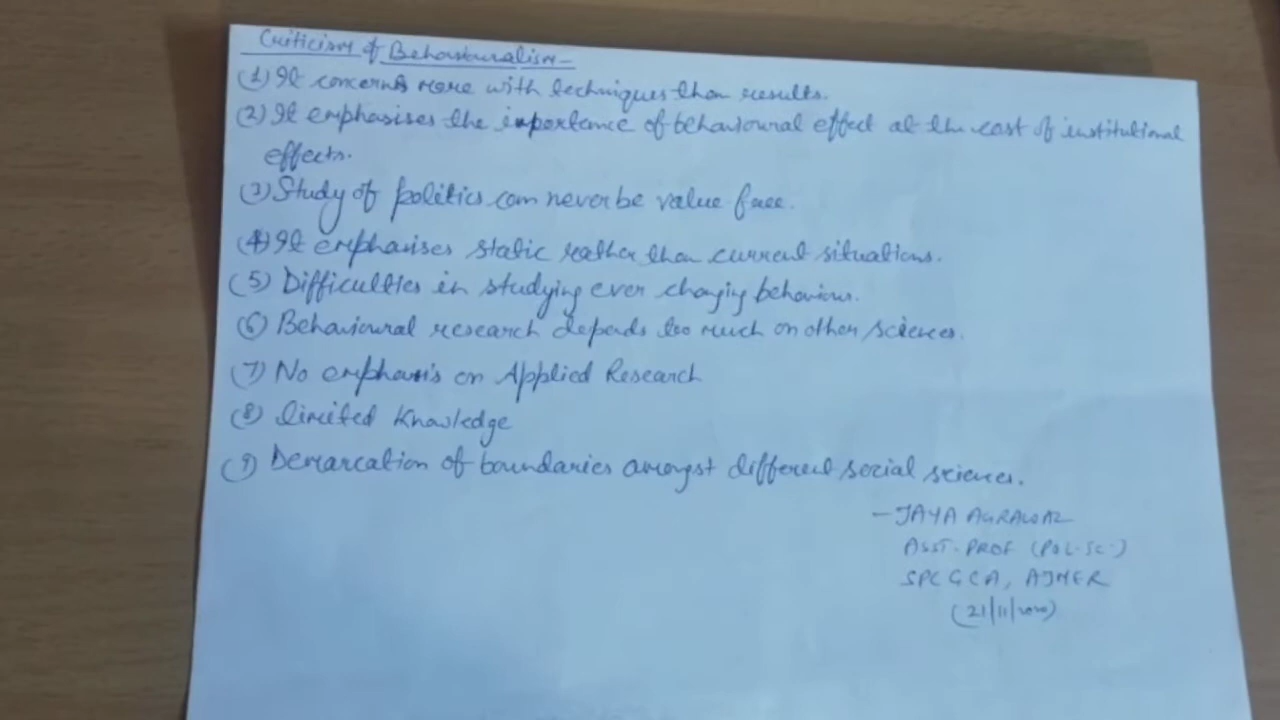 Criticism of Behaviouralism-
(1) It concerns more with techniques than results.
(2) It emphasises the importance of behavioural effect at the cost of institutional
effects.
(3) Study of politics can never be value free.
(4) It emphasises static rather than current situations.
(5) Difficulties in studying ever changing behaviour.
(6) Behavioural research depends too much on other sciences.
(7) No emphasis on Applied Research
(8) limited Knowledge
(9) Demarcation of boundaries amongst different social sciences.
- JAYA AGRAWAL
ASST. PROF (POL. SC.)
SPCGCA, AJMER
(21/11/2020)